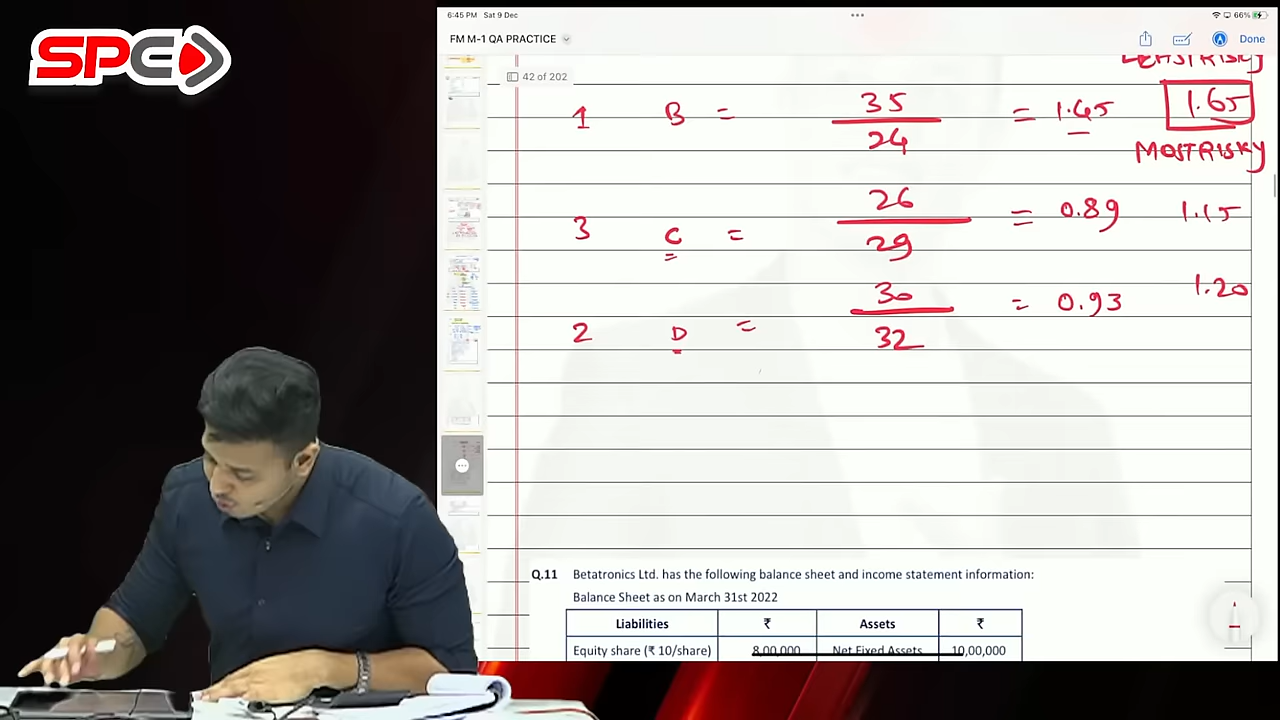 6:45 PM Sat 9 Dec
66%
FM M-1 QA PRACTICE
Done
SPC
42 of 202
LEAST RISKY
1 B = 35/24 = 1.45 1.65
MOST RISKY
3 C = 26/29 = 0.89 1.15
2 D = 30/32 = 0.93 1.20
Q.11 Betatronics Ltd. has the following balance sheet and income statement information:
Balance Sheet as on March 31st 2022
Liabilities ₹ Assets ₹
Equity share (₹ 10/share) 8,00,000 Net Fixed Assets 10,00,000